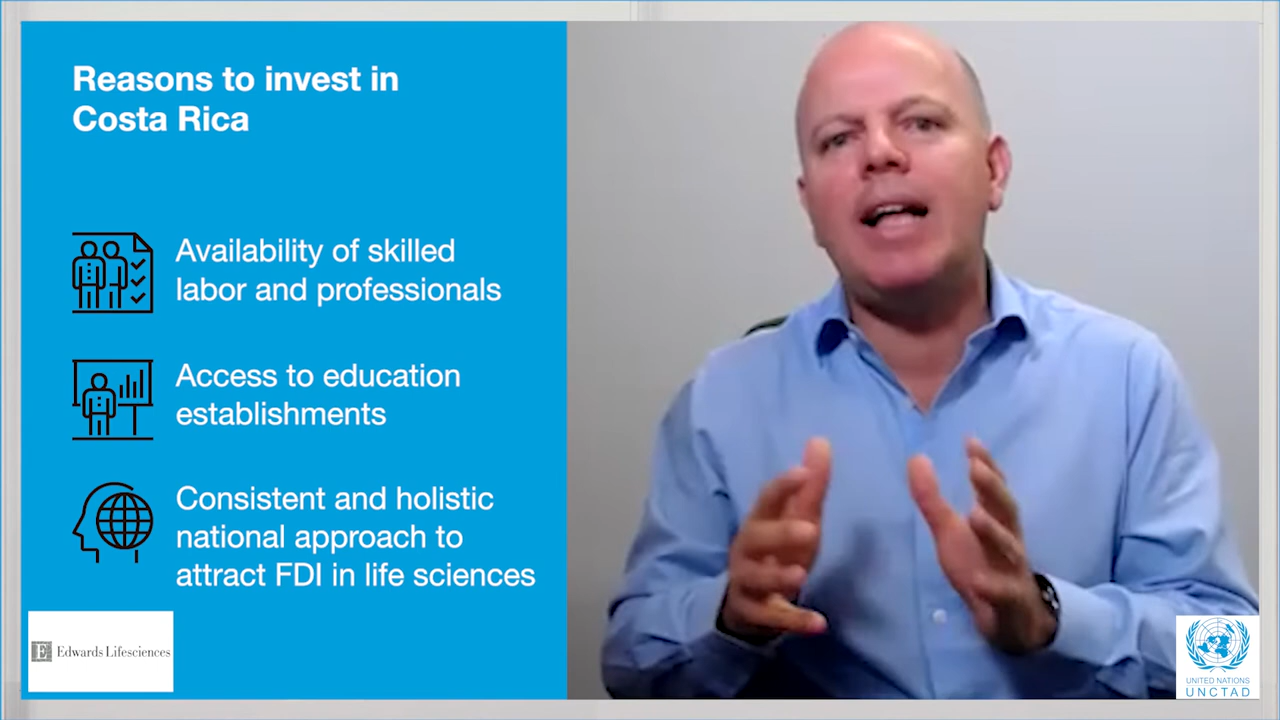 Reasons to invest in
Costa Rica
Availability of skilled
labor and professionals
Access to education
establishments
Consistent and holistic
national approach to
attract FDI in life sciences
E Edwards Lifesciences
UNITED NATIONS
UNCTAD